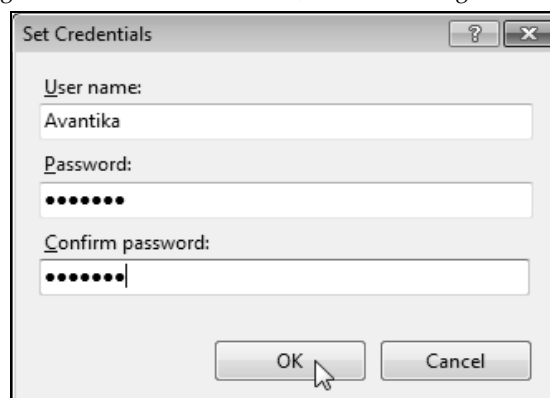 Set Credentials
User name:
Avantika
Password:
•••••••
Confirm password:
•••••••
OK
Cancel